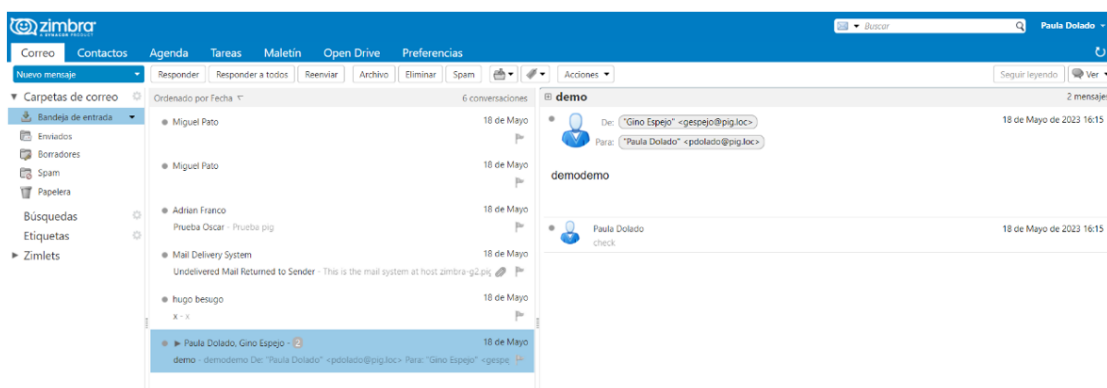 zimbra
A SYNACOR PRODUCT
Buscar
Paula Dolado
Correo Contactos Agenda Tareas Maletín Open Drive Preferencias
Nuevo mensaje Responder Responder a todos Reenviar Archivo Eliminar Spam Acciones Seguir leyendo Ver
Carpetas de correo
Bandeja de entrada
Enviados
Borradores
Spam
Papelera
Búsquedas
Etiquetas
Zimlets
Ordenado por Fecha 6 conversaciones
Miguel Pato 18 de Mayo
Miguel Pato 18 de Mayo
Adrian Franco 18 de Mayo
Prueba Oscar - Prueba pig
Mail Delivery System 18 de Mayo
Undelivered Mail Returned to Sender - This is the mail system at host zimbra-g2.pig
hugo besugo 18 de Mayo
x - x
Paula Dolado, Gino Espejo - 2 18 de Mayo
demo - demodemo De: "Paula Dolado" <pdolado@pig.loc> Para: "Gino Espejo" <gespe
demo 2 mensajes
De: "Gino Espejo" <gespejo@pig.loc> 18 de Mayo de 2023 16:15
Para: "Paula Dolado" <pdolado@pig.loc>
demodemo
Paula Dolado 18 de Mayo de 2023 16:15
check